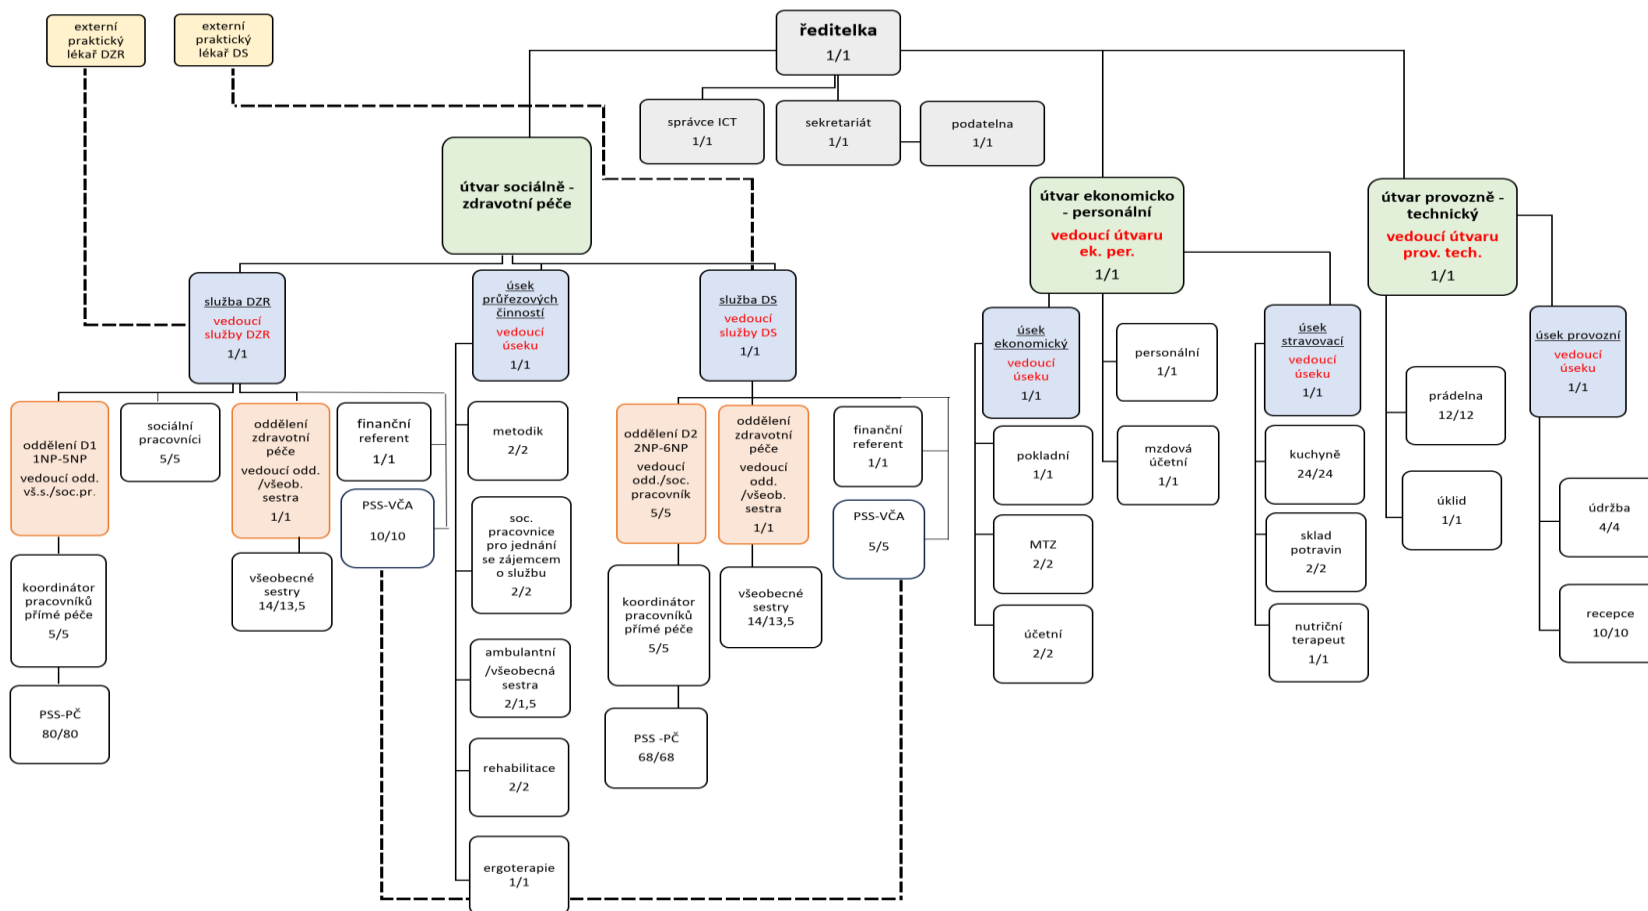 externí
praktický
lékař DZR
externí
praktický
lékař DS
ředitelka
1/1
správce ICT
1/1
sekretariát
1/1
podatelna
1/1
útvar sociálně -
zdravotní péče
útvar ekonomicko
- personální
vedoucí útvaru
ek. per.
1/1
útvar provozně -
technický
vedoucí útvaru
prov. tech.
1/1
služba DZR
vedoucí
služby DZR
1/1
úsek
průřezových
činností
vedoucí
úseku
1/1
služba DS
vedoucí
služby DS
1/1
úsek
ekonomický
vedoucí
úseku
1/1
personální
1/1
úsek
stravovací
vedoucí
úseku
1/1
úsek provozní
vedoucí
úseku
1/1
oddělení D1
1NP-5NP
vedoucí odd.
vš.s./soc.pr.
sociální
pracovníci
5/5
oddělení
zdravotní
péče
vedoucí odd.
/všeob.
sestra
1/1
finanční
referent
1/1
PSS-VČA
10/10
metodik
2/2
oddělení D2
2NP-6NP
vedoucí
odd./soc.
pracovník
5/5
oddělení
zdravotní
péče
vedoucí
odd.
/všeob.
sestra
1/1
finanční
referent
1/1
PSS-VČA
5/5
pokladní
1/1
mzdová
účetní
1/1
kuchyně
24/24
prádelna
12/12
úklid
1/1
údržba
4/4
koordinátor
pracovníků
přímé péče
5/5
všeobecné
sestry
14/13,5
soc.
pracovnice
pro jednání
se zájemcem
o službu
2/2
koordinátor
pracovníků
přímé péče
5/5
všeobecné
sestry
14/13,5
MTZ
2/2
sklad
potravin
2/2
recepce
10/10
PSS-PČ
80/80
ambulantní
/všeobecná
sestra
2/1,5
PSS -PČ
68/68
účetní
2/2
nutriční
terapeut
1/1
rehabilitace
2/2
ergoterapie
1/1